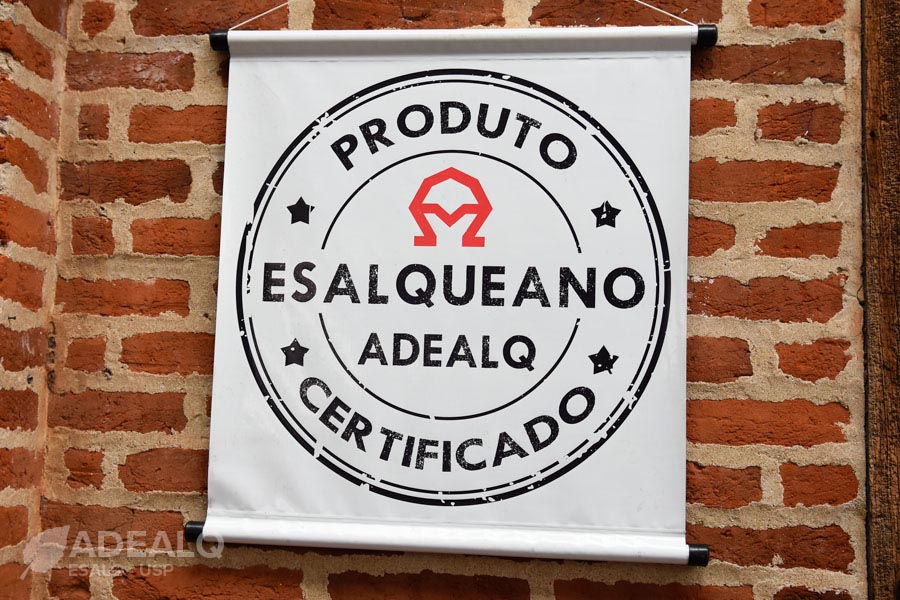 PRODUTO
ESALQUEANO
ADEALQ
CERTIFICADO
ADEALQ
ESALQ - USP